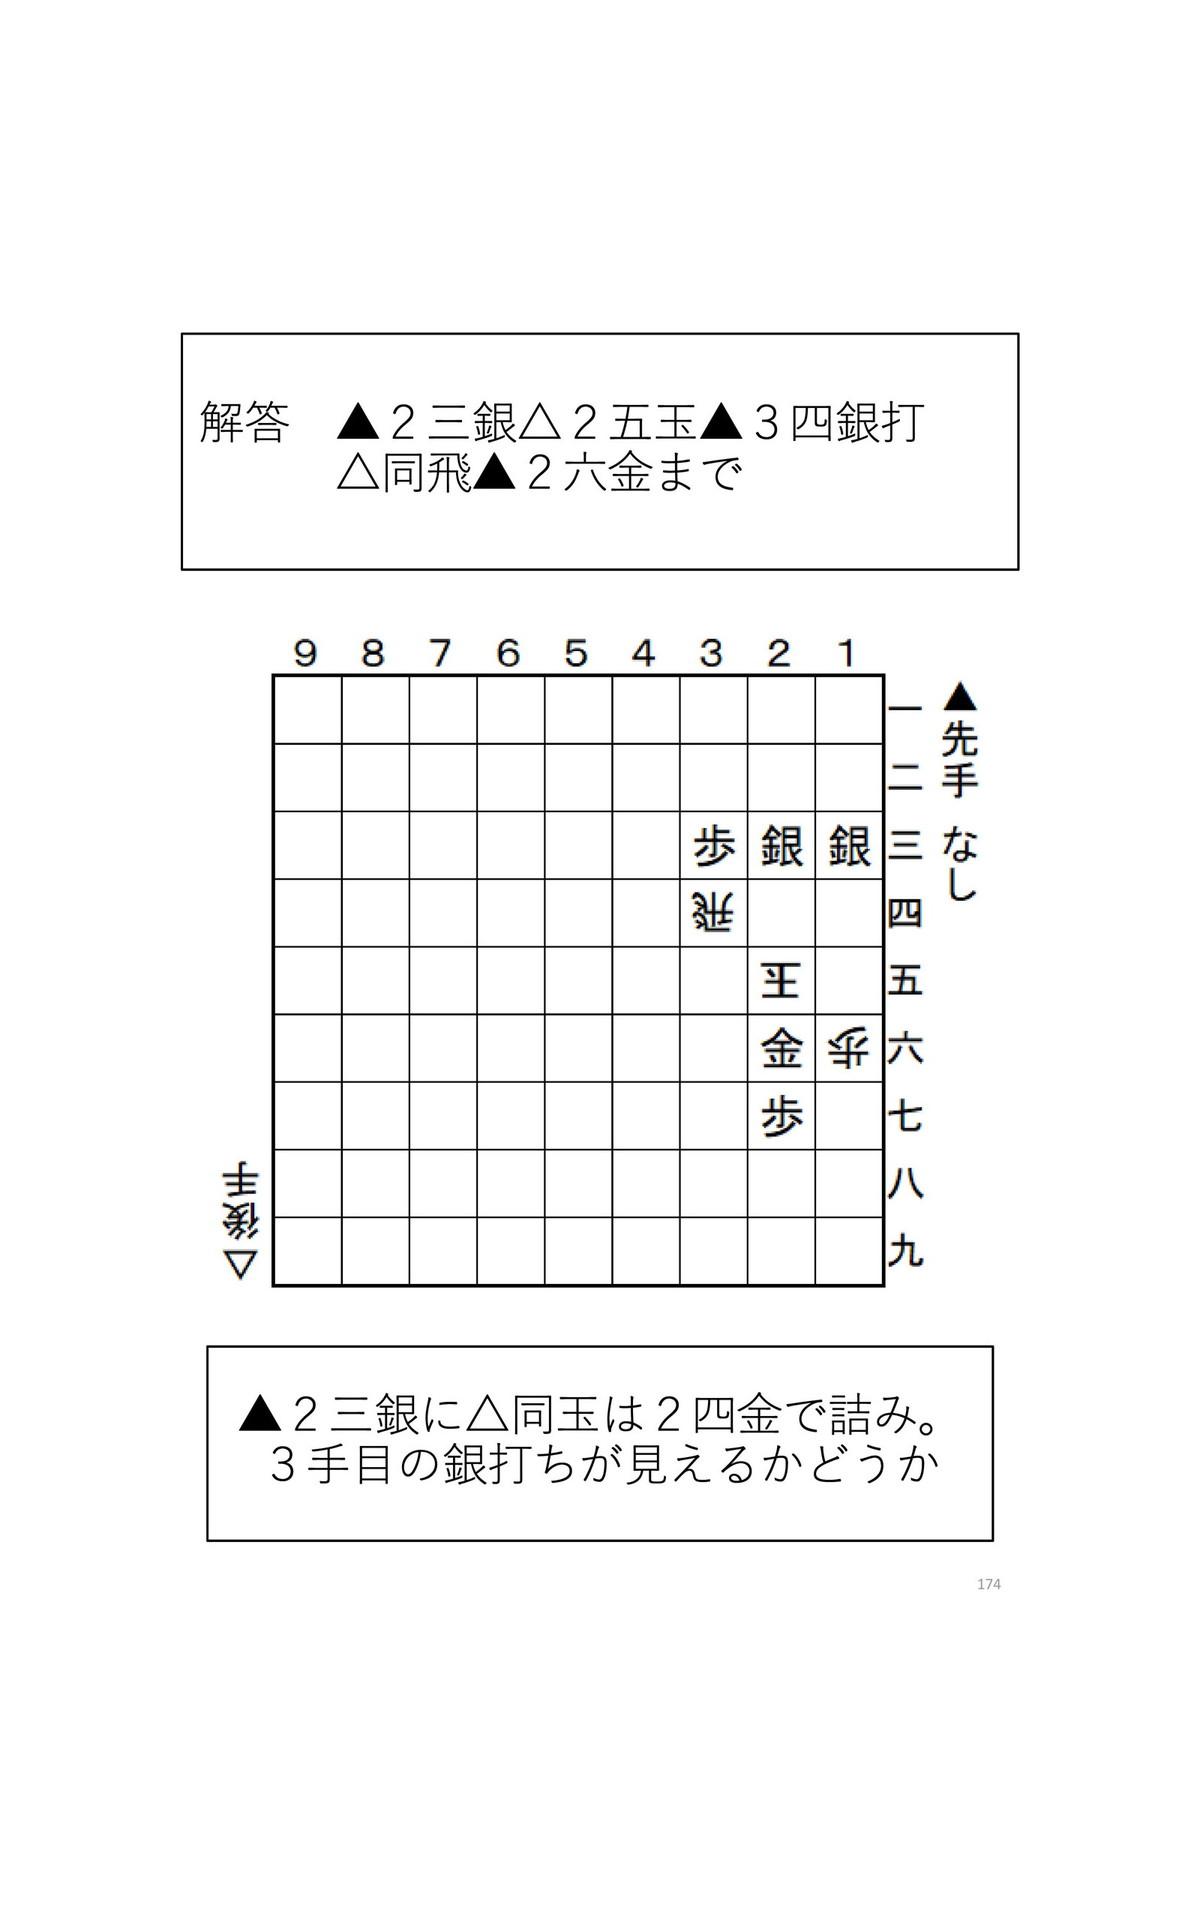 解答　▲２三銀△２五玉▲３四銀打
△同飛▲２六金まで
9 8 7 6 5 4 3 2 1
一
二
歩 銀 銀 三
飛 四
王 五
金 歩 六
歩 七
八
九
▲先手 なし
△後手
▲２三銀に△同玉は２四金で詰み。
３手目の銀打ちが見えるかどうか
174